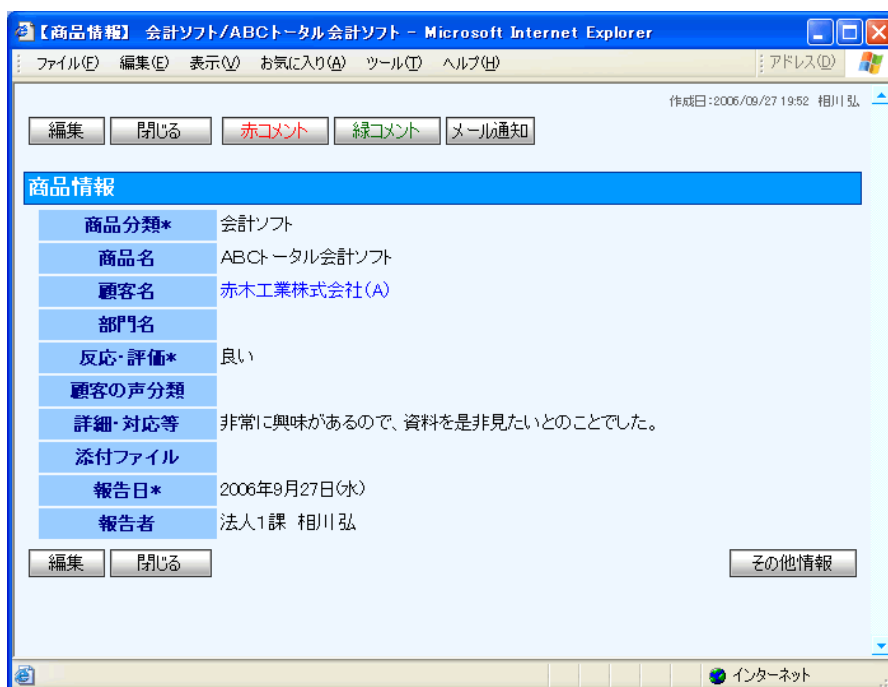 【商品情報】 会計ソフト/ABCトータル会計ソフト - Microsoft Internet Explorer
ファイル(F) 編集(E) 表示(V) お気に入り(A) ツール(T) ヘルプ(H) アドレス(D)
作成日:2006/09/27 19:52 相川 弘
編集 閉じる 赤コメント 緑コメント メール通知
商品情報
商品分類* 会計ソフト
商品名 ABCトータル会計ソフト
顧客名 赤木工業株式会社(A)
部門名
反応・評価* 良い
顧客の声分類
詳細・対応等 非常に興味があるので、資料を是非見たいとのことでした。
添付ファイル
報告日* 2006年9月27日(水)
報告者 法人1課 相川 弘
編集 閉じる その他情報
インターネット